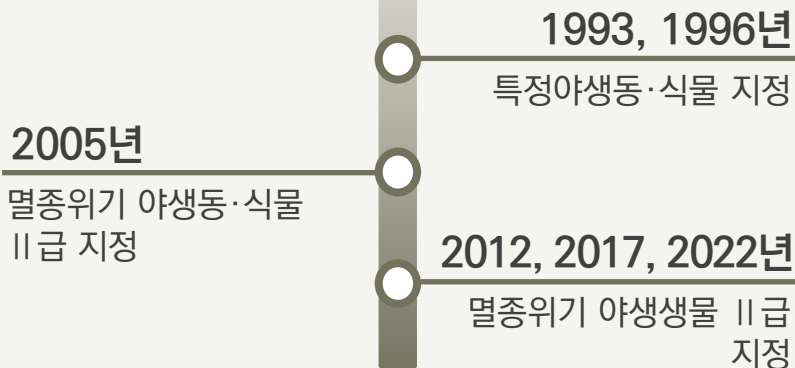 1993, 1996년
특정야생동·식물 지정
2005년
멸종위기 야생동·식물
Ⅱ급 지정
2012, 2017, 2022년
멸종위기 야생생물 Ⅱ급
지정